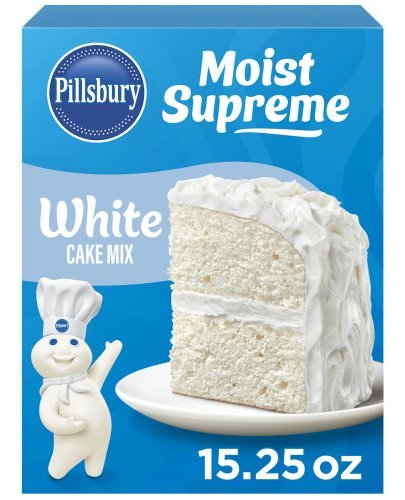 Pillsbury
Moist
Supreme
White
CAKE MIX
Pillsbury
15.25 oz